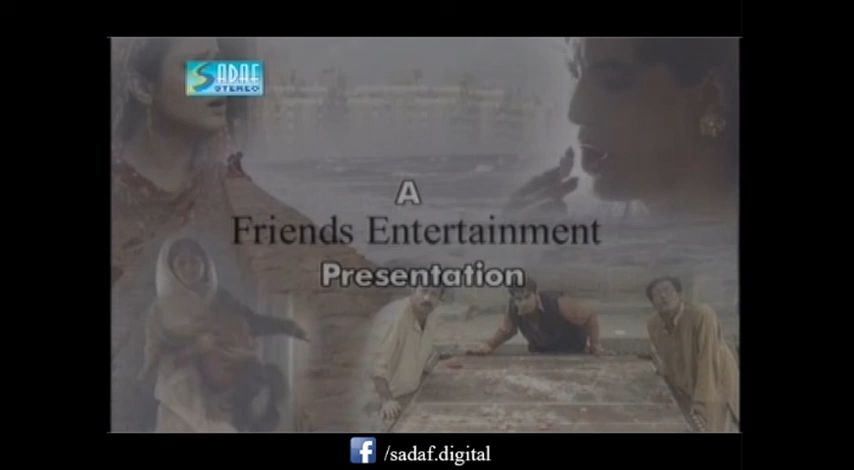 SADAF
STEREO
A
Friends Entertainment
Presentation
f /sadaf.digital